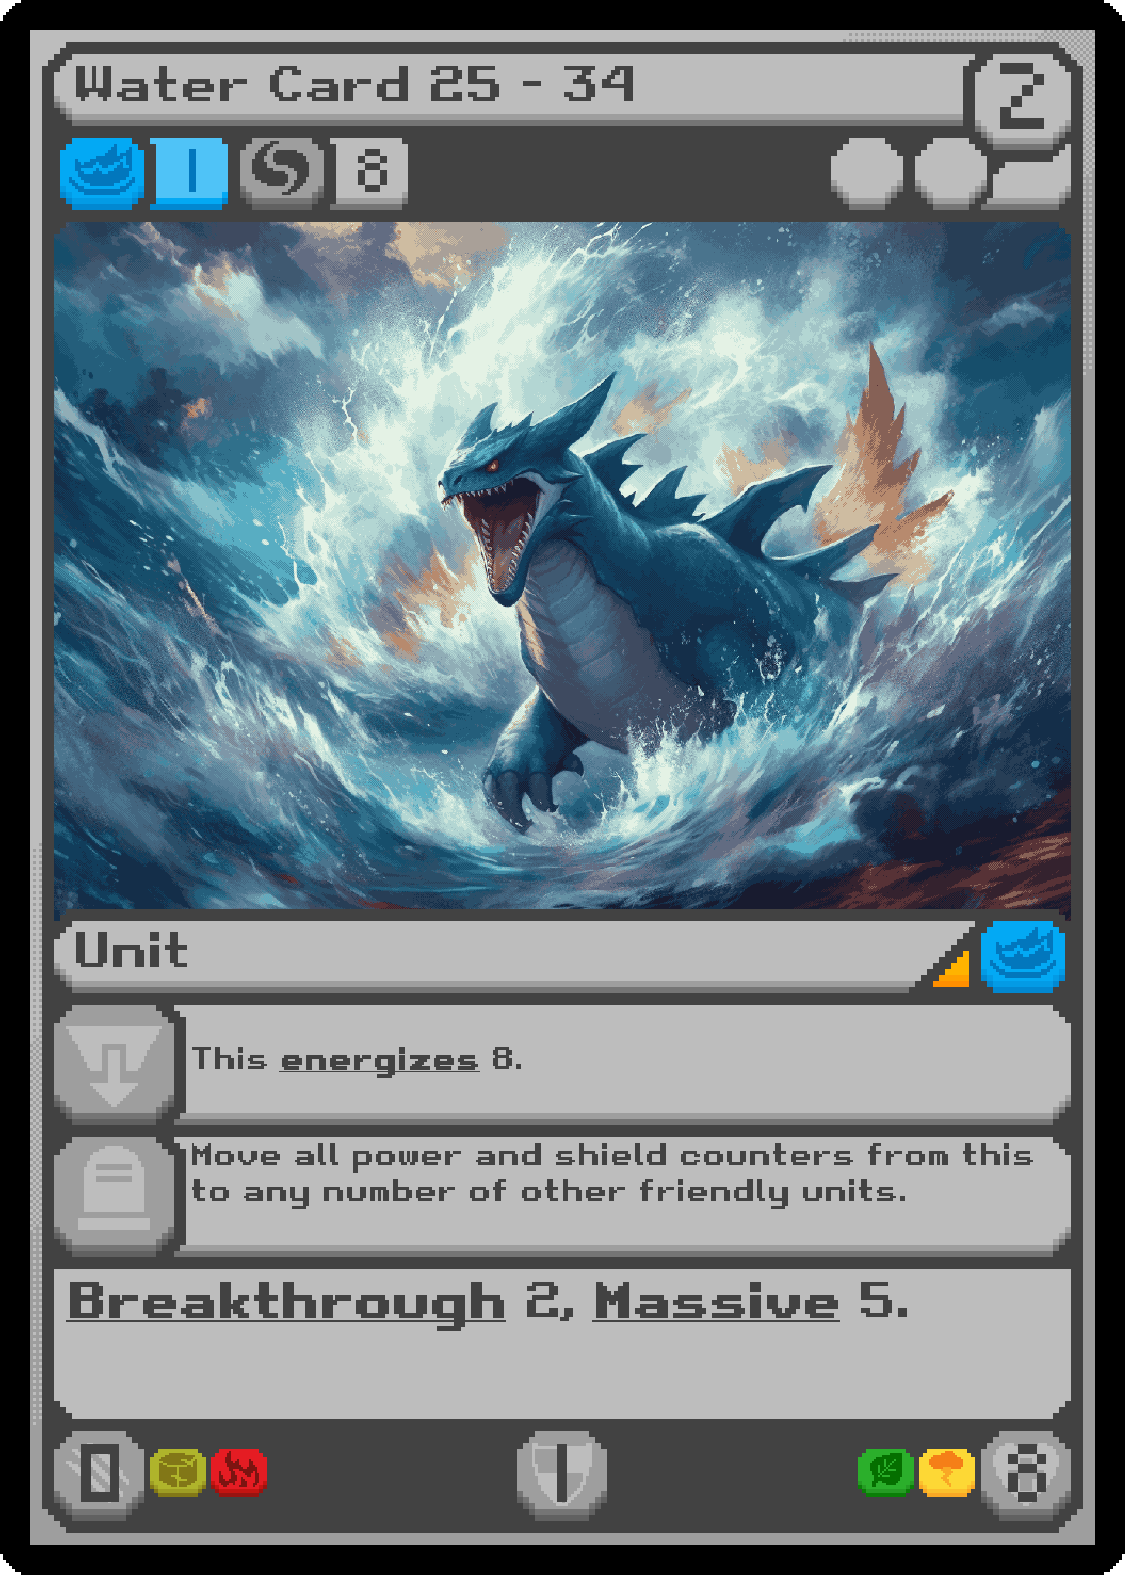 Water Card 25 - 34
2
1 8
Unit
This energizes 8.
Move all power and shield counters from this
to any number of other friendly units.
Breakthrough 2, Massive 5.
0 1 8